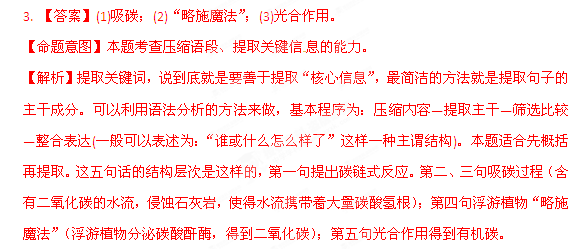 3. 【答案】(1)吸碳；(2)“略施魔法”；(3)光合作用。
【命题意图】本题考查压缩语段、提取关键信息的能力。
【解析】提取关键词，说到底就是要善于提取“核心信息”，最简洁的方法就是提取句子的
主干成分。可以利用语法分析的方法来做，基本程序为：压缩内容—提取主干—筛选比较
—整合表达(一般可以表述为：“谁或什么怎么样了”这样一种主谓结构)。本题适合先概括
再提取。这五句话的结构层次是这样的，第一句提出碳链式反应。第二、三句吸碳过程（含
有二氧化碳的水流，侵蚀石灰岩，使得水流携带着大量碳酸氢根）；第四句浮游植物“略施
魔法”（浮游植物分泌碳酸酐酶，得到二氧化碳）；第五句光合作用得到有机碳。